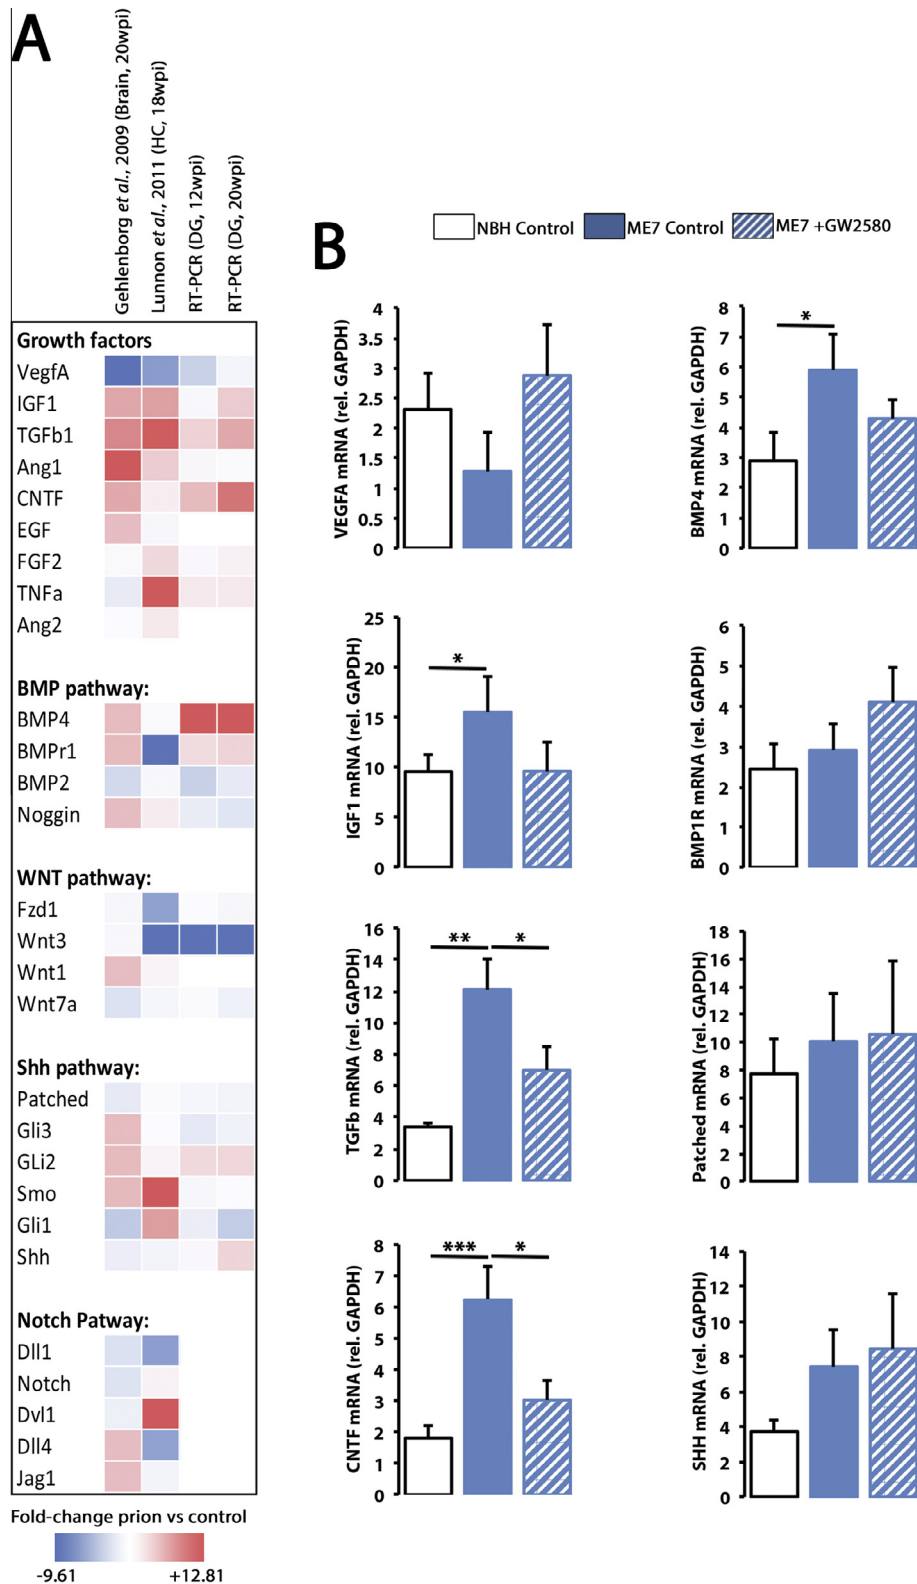 A
Gehlenborg et al., 2009 (Brain, 20wpi)
Lunnon et al., 2011 (HC, 18wpi)
RT-PCR (DG, 12wpi)
RT-PCR (DG, 20wpi)
Growth factors
VegfA
IGF1
TGFb1
Ang1
CNTF
EGF
FGF2
TNFa
Ang2
BMP pathway:
BMP4
BMPr1
BMP2
Noggin
WNT pathway:
Fzd1
Wnt3
Wnt1
Wnt7a
Shh pathway:
Patched
Gli3
GLi2
Smo
Gli1
Shh
Notch Patway:
Dll1
Notch
Dvl1
Dll4
Jag1
Fold-change prion vs control
-9.61 +12.81
B
NBH Control ME7 Control ME7 +GW2580
VEGFA mRNA (rel. GAPDH)
4
3.5
3
2.5
2
1.5
1
0.5
0
BMP4 mRNA (rel. GAPDH)
8
7
6
5
4
3
2
1
0
*
IGF1 mRNA (rel. GAPDH)
25
20
15
10
5
0
*
BMP1R mRNA (rel. GAPDH)
6
5
4
3
2
1
0
TGFb mRNA (rel. GAPDH)
16
14
12
10
8
6
4
2
0
** *
Patched mRNA (rel. GAPDH)
18
16
14
12
10
8
6
4
2
0
CNTF mRNA (rel. GAPDH)
8
7
6
5
4
3
2
1
0
*** *
SHH mRNA (rel. GAPDH)
14
12
10
8
6
4
2
0